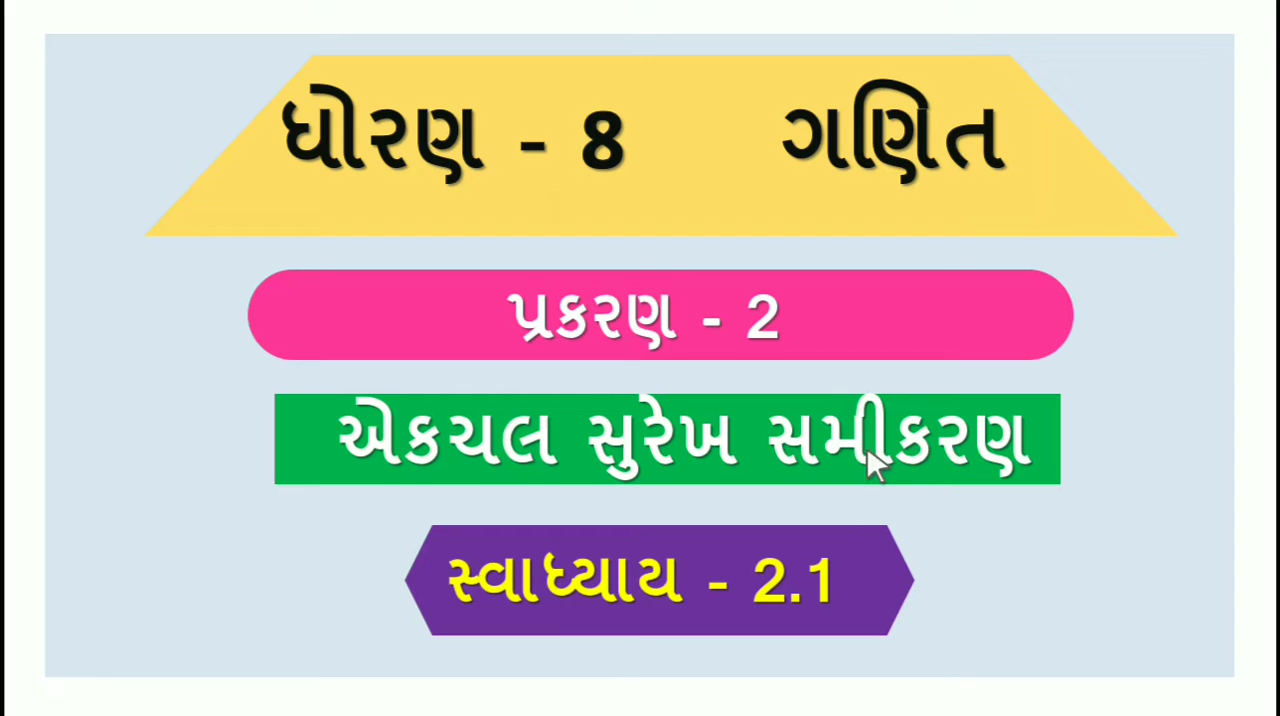 ધોરણ - 8 ગણિત
પ્રકરણ - 2
એકચલ સુરેખ સમીકરણ
સ્વાધ્યાય - 2.1